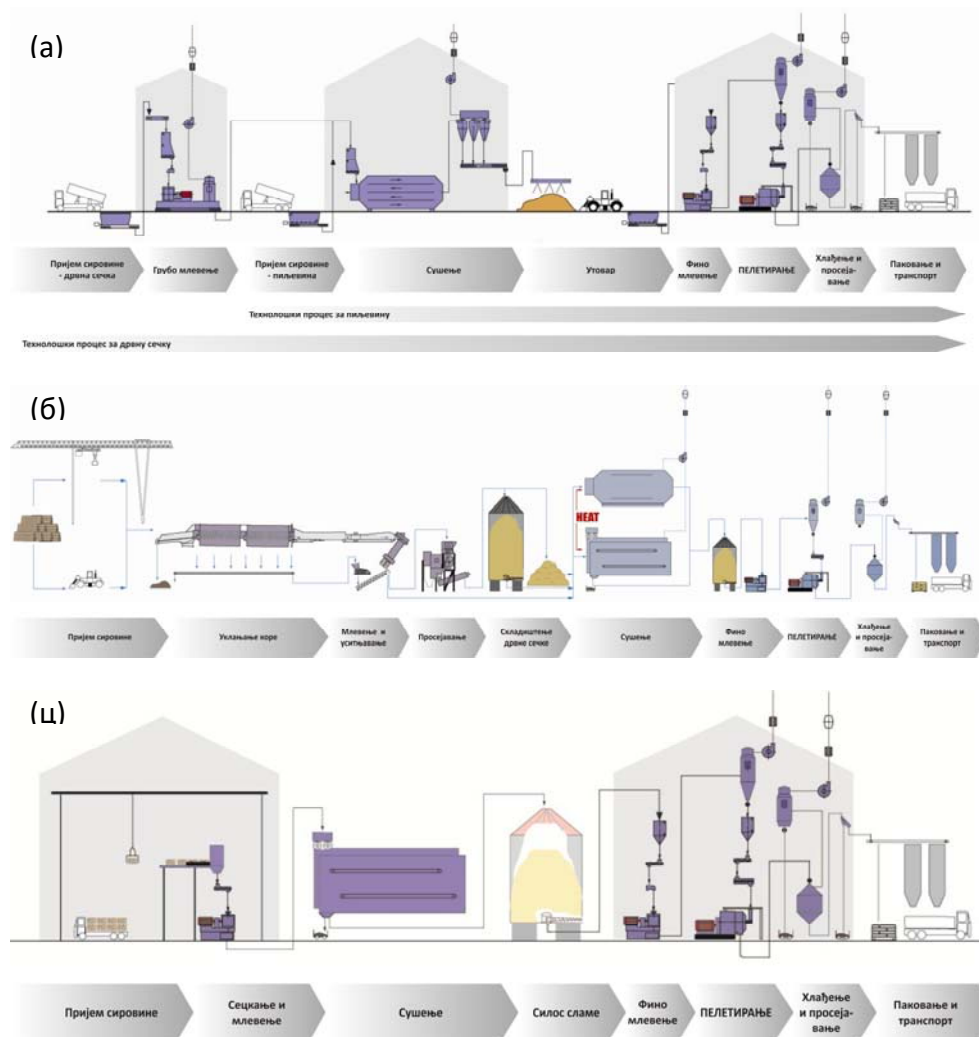 (а)
Пријем сировине
- дрвна сечка
Грубо млевење
Пријем сировине
- пиљевина
Сушење
Утовар
Фино
млевење
ПЕЛЕТИРАЊЕ
Хлађење и
просеја-
вање
Паковање и
транспорт
Технолошки процес за пиљевину
Технолошки процес за дрвну сечку
(б)
HEAT
Пријем сировине
Уклањање коре
Млевење и
уситњавање
Просејавање
Складиштење
дрвне сечке
Сушење
Фино
млевење
ПЕЛЕТИРАЊЕ
Хлађење
и просеја-
вање
Паковање и
транспорт
(ц)
Пријем сировине
Сецкање и
млевење
Сушење
Силос сламе
Фино
млевење
ПЕЛЕТИРАЊЕ
Хлађење
и просеја-
вање
Паковање и
транспорт